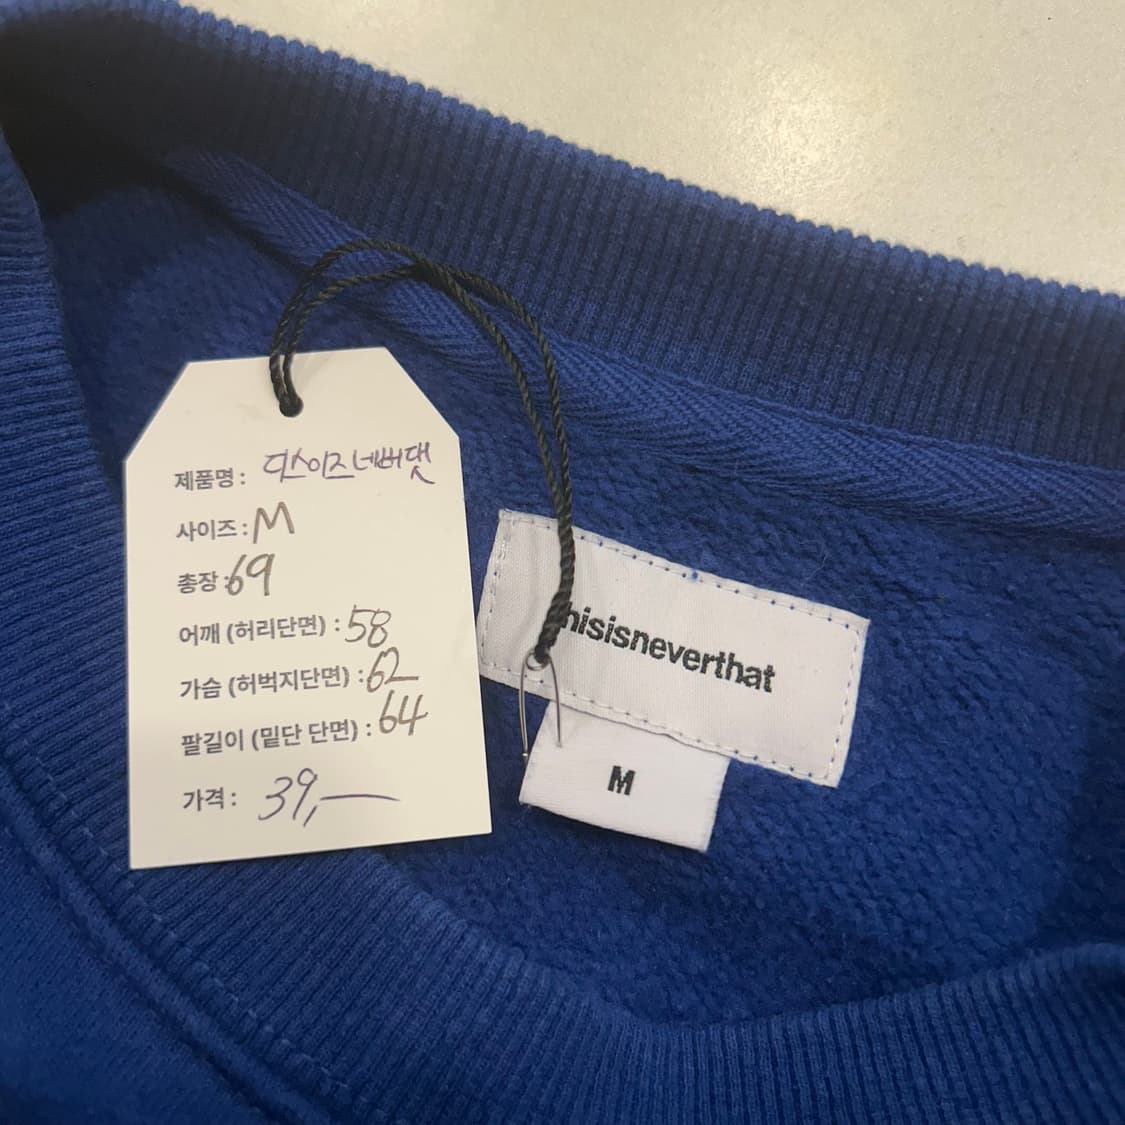 제품명 : 디스이즈네버댓
사이즈 : M
총장 : 69
어깨 (허리단면) : 58
가슴 (허벅지단면) : 62
팔길이 (밑단 단면) : 64
가격 : 39,—
hisisneverthat
M